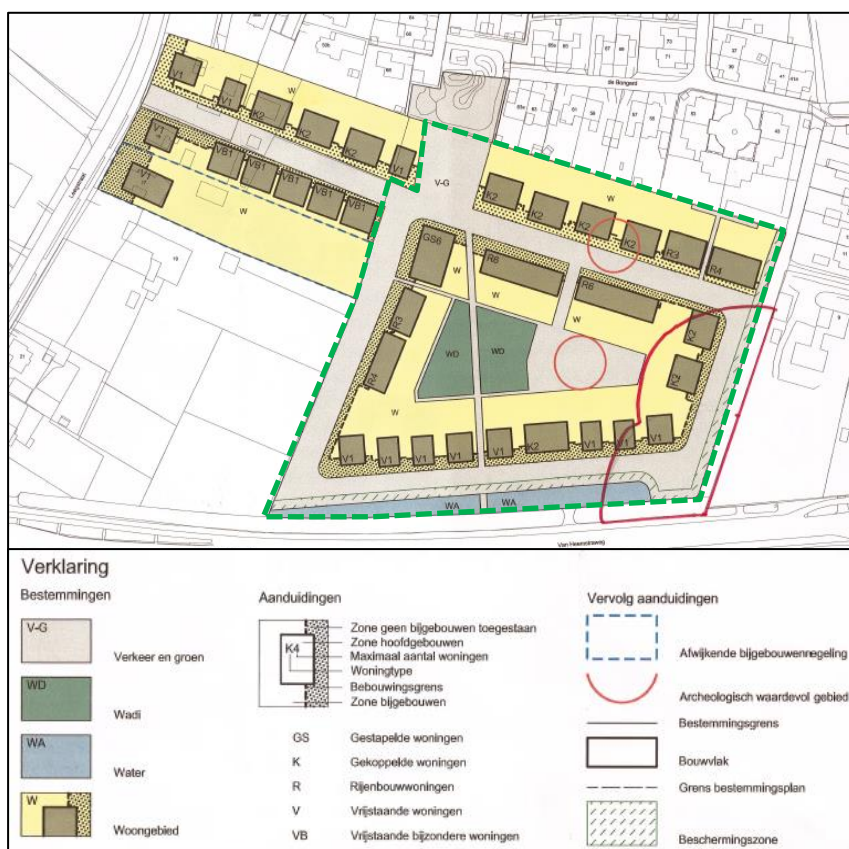 de Bongerd
Leegstraat
V1
V1
K2
K2
K2
V1
W
V1
V1
VB1
VB1
VB1
VB1
VB1
W
V-G
K2
K2
K2
K2
R3
R4
W
GS6
W
R6
R6
W
W
R3
R4
WD
WD
K2
K2
W
W
V1
V1
V1
V1
V1
K2
V1
V1
V1
WA
WA
Van Heemstraweg
Verklaring
Bestemmingen
V-G
Verkeer en groen
WD
Wadi
WA
Water
W
Woongebied
Aanduidingen
Zone geen bijgebouwen toegestaan
Zone hoofdgebouwen
K4
Maximaal aantal woningen
Woningtype
Bebouwingsgrens
Zone bijgebouwen
GS Gestapelde woningen
K Gekoppelde woningen
R Rijenbouwwoningen
V Vrijstaande woningen
VB Vrijstaande bijzondere woningen
Vervolg aanduidingen
Afwijkende bijgebouwenregeling
Archeologisch waardevol gebied
Bestemmingsgrens
Bouwvlak
Grens bestemmingsplan
Beschermingszone